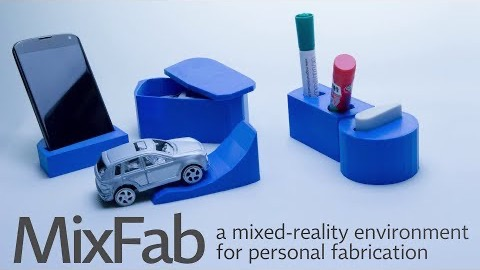 MixFab
a mixed-reality environment
for personal fabrication